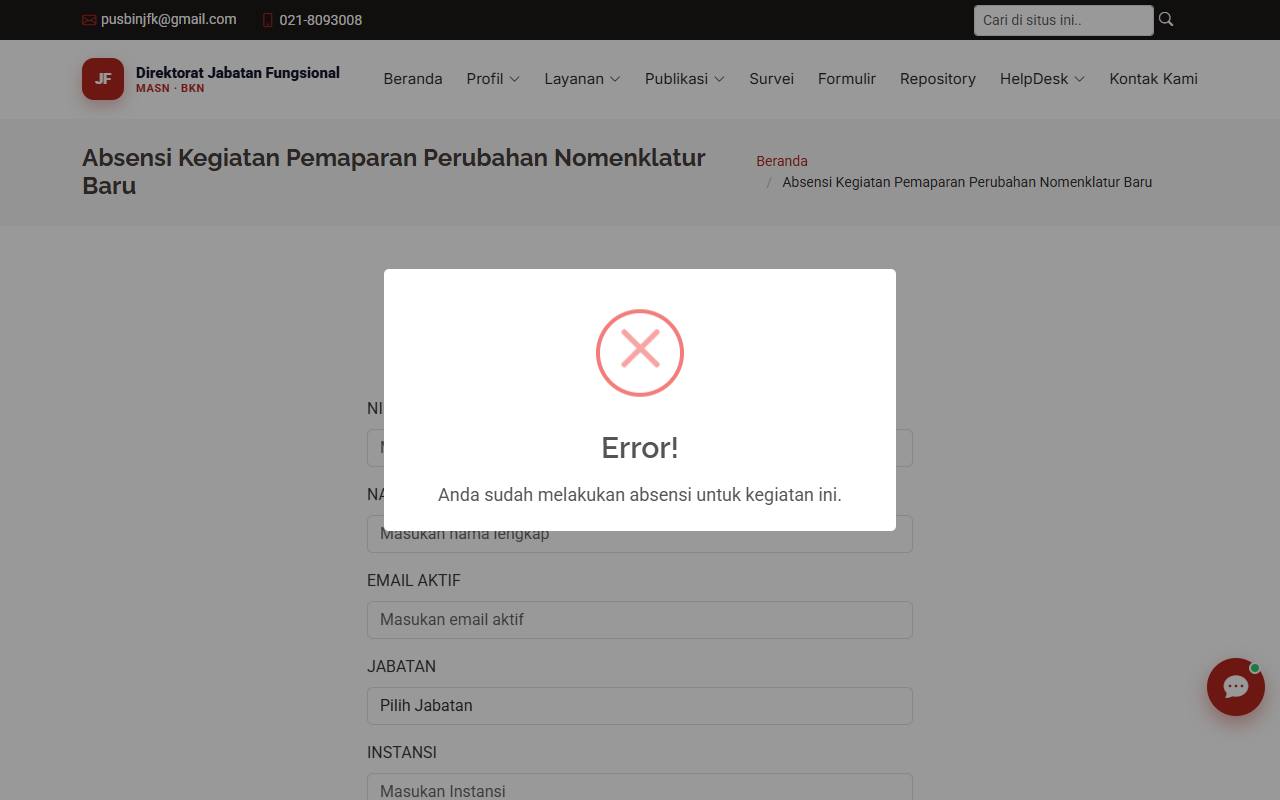 pusbinjfk@gmail.com
021-8093008
Cari di situs ini..
JF
Direktorat Jabatan Fungsional
MASN · BKN
Beranda
Profil
Layanan
Publikasi
Survei
Formulir
Repository
HelpDesk
Kontak Kami
Absensi Kegiatan Pemaparan Perubahan Nomenklatur
Baru
Beranda
/ Absensi Kegiatan Pemaparan Perubahan Nomenklatur Baru
Error!
Anda sudah melakukan absensi untuk kegiatan ini.
Masukan nama lengkap
EMAIL AKTIF
Masukan email aktif
JABATAN
Pilih Jabatan
INSTANSI
Masukan Instansi